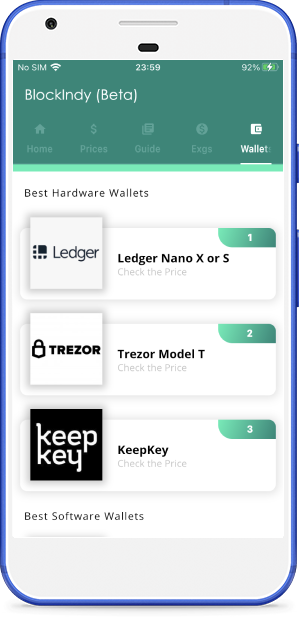 No SIM 23:59 92%
BlockIndy (Beta)
Home Prices Guide Exgs Wallets
Best Hardware Wallets
1
Ledger
Ledger Nano X or S
Check the Price
2
TREZOR
Trezor Model T
Check the Price
3
keep
key
KeepKey
Check the Price
Best Software Wallets